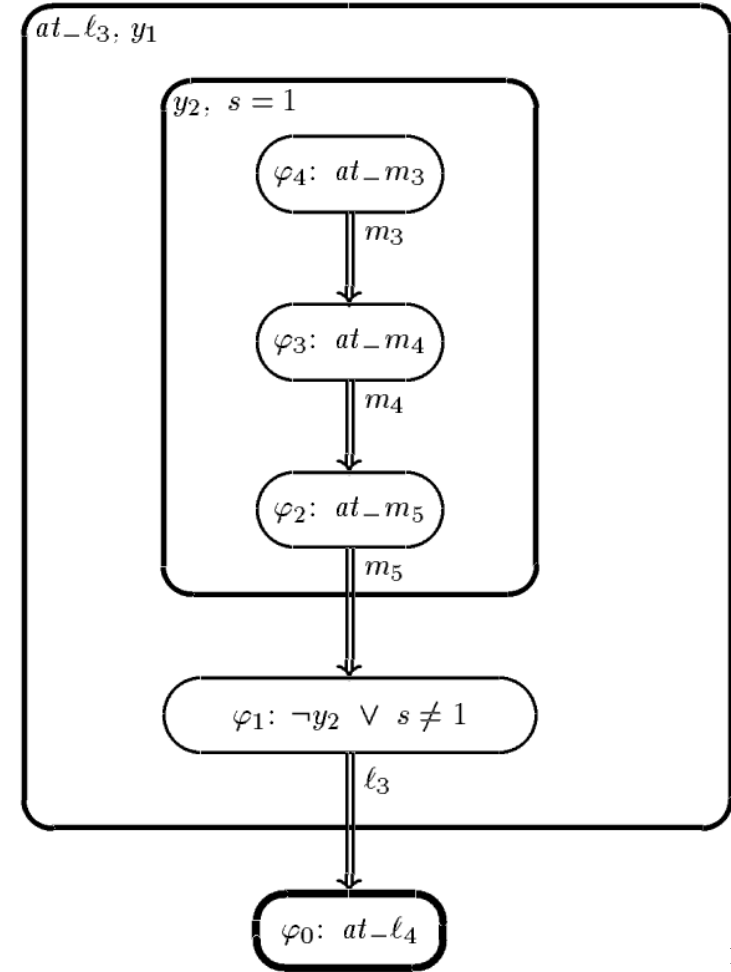 at_ℓ₃, y₁
y₂, s = 1
φ₄: at_m₃
m₃
φ₃: at_m₄
m₄
φ₂: at_m₅
m₅
φ₁: ¬y₂ ∨ s ≠ 1
ℓ₃
φ₀: at_ℓ₄